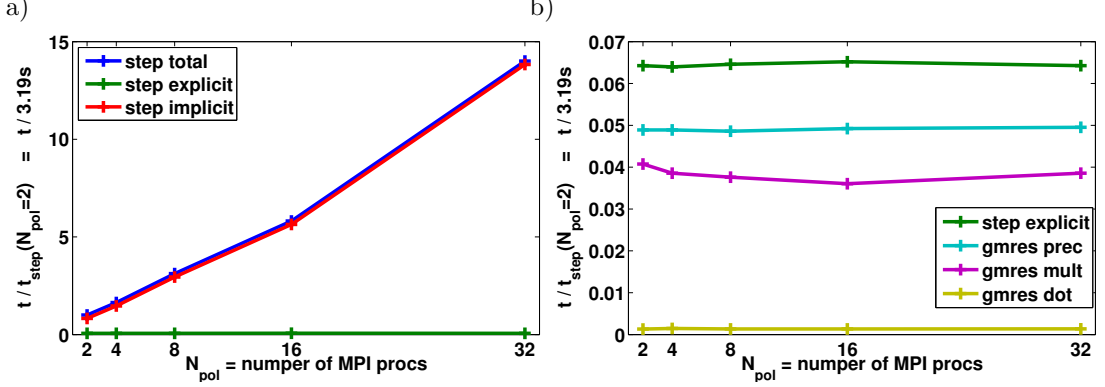 a)
t / t_step(N_pol=2) = t / 3.19s
15
10
5
0
step total
step explicit
step implicit
2 4 8 16 32
N_pol = numper of MPI procs
b)
t / t_step(N_pol=2) = t / 3.19s
0.07
0.06
0.05
0.04
0.03
0.02
0.01
0
step explicit
gmres prec
gmres mult
gmres dot
2 4 8 16 32
N_pol = numper of MPI procs